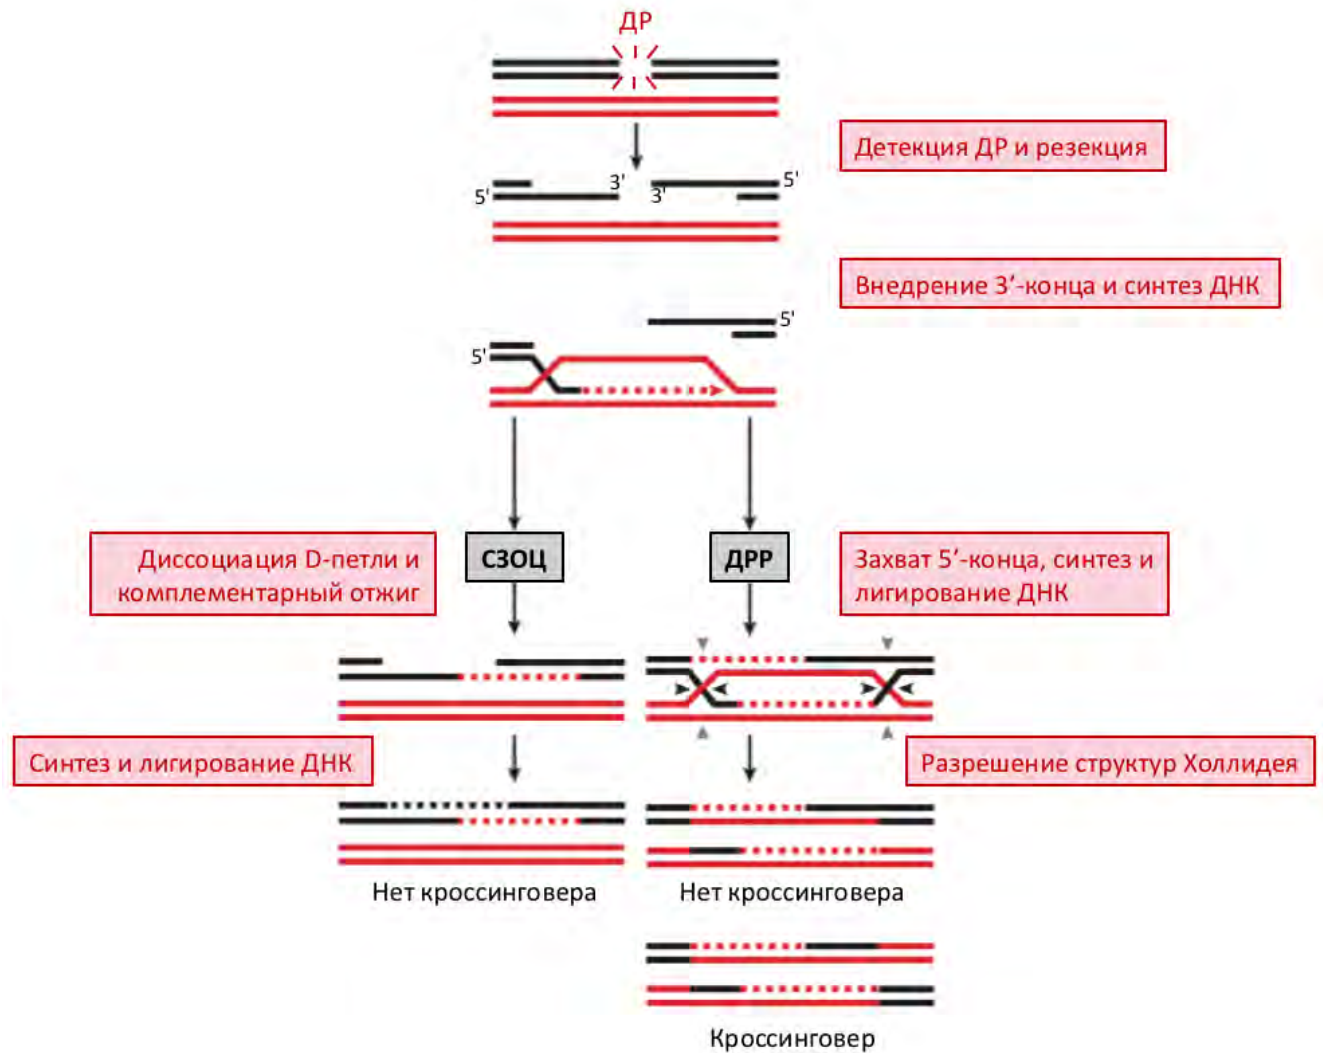 ДР
Детекция ДР и резекция
3'
5'
5'
3'
Внедрение 3'-конца и синтез ДНК
5'
5'
Диссоциация D-петли и
комплементарный отжиг
СЗОЦ
ДРР
Захват 5'-конца, синтез и
лигирование ДНК
Синтез и лигирование ДНК
Разрешение структур Холлидея
Нет кроссинговера
Нет кроссинговера
Кроссинговер